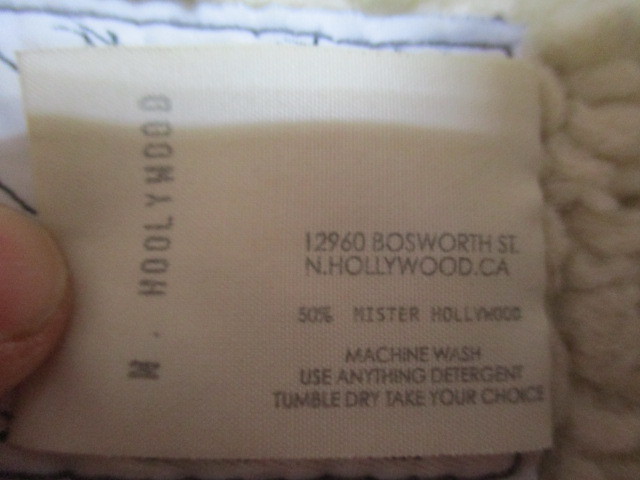 N. HOOLYWOOD
12960 BOSWORTH ST.
N.HOLLYWOOD.CA
50% MISTER HOLLYWOOD
MACHINE WASH
USE ANYTHING DETERGENT
TUMBLE DRY TAKE YOUR CHOICE